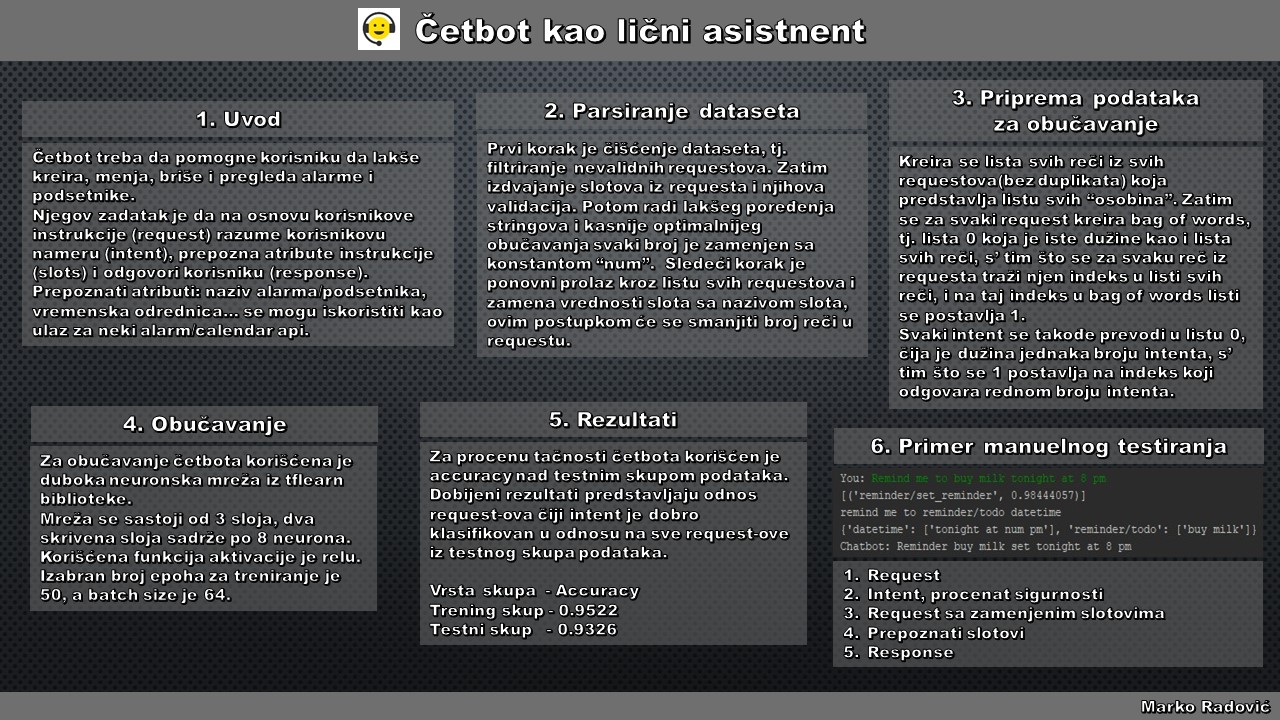 Četbot kao lični asistnent
1. Uvod
Četbot treba da pomogne korisniku da lakše
kreira, menja, briše i pregleda alarme i
podsetnike.
Njegov zadatak je da na osnovu korisnikove
instrukcije (request) razume korisnikovu
nameru (intent), prepozna atribute instrukcije
(slots) i odgovori korisniku (response).
Prepoznati atributi: naziv alarma/podsetnika,
vremenska odrednica... se mogu iskoristiti kao
ulaz za neki alarm/calendar api.
2. Parsiranje dataseta
Prvi korak je čišćenje dataseta, tj.
filtriranje nevalidnih requestova. Zatim
izdvajanje slotova iz requesta i njihova
validacija. Potom radi lakšeg poređenja
stringova i kasnije optimalnijeg
obučavanja svaki broj je zamenjen sa
konstantom “num”. Sledeći korak je
ponovni prolaz kroz listu svih requestova i
zamena vrednosti slota sa nazivom slota,
ovim postupkom će se smanjiti broj reči u
requestu.
3. Priprema podataka
za obučavanje
Kreira se lista svih reči iz svih
requestova(bez duplikata) koja
predstavlja listu svih “osobina”. Zatim
se za svaki request kreira bag of words,
tj. lista 0 koja je iste dužine kao i lista
svih reči, s’ tim što se za svaku reč iz
requesta traži njen indeks u listi svih
reči, i na taj indeks u bag of words listi
se postavlja 1.
Svaki intent se takođe prevodi u listu 0,
čija je dužina jednaka broju intenta, s’
tim što se 1 postavlja na indeks koji
odgovara rednom broju intenta.
4. Obučavanje
Za obučavanje četbota korišćena je
duboka neuronska mreža iz tflearn
biblioteke.
Mreža se sastoji od 3 sloja, dva
skrivena sloja sadrže po 8 neurona.
Korišćena funkcija aktivacije je relu.
Izabran broj epoha za treniranje je
50, a batch size je 64.
5. Rezultati
Za procenu tačnosti četbota korišćen je
accuracy nad testnim skupom podataka.
Dobijeni rezultati predstavljaju odnos
request-ova čiji intent je dobro
klasifikovan u odnosu na sve request-ove
iz testnog skupa podataka.
Vrsta skupa - Accuracy
Trening skup - 0.9522
Testni skup - 0.9326
6. Primer manuelnog testiranja
You: Remind me to buy milk tonight at 8 pm
[('reminder/set_reminder', 0.98444057)]
remind me to reminder/todo datetime
{'datetime': ['tonight at num pm'], 'reminder/todo': ['buy milk']}
Chatbot: Reminder buy milk set tonight at 8 pm
1. Request
2. Intent, procenat sigurnosti
3. Request sa zamenjenim slotovima
4. Prepoznati slotovi
5. Response
Marko Radović